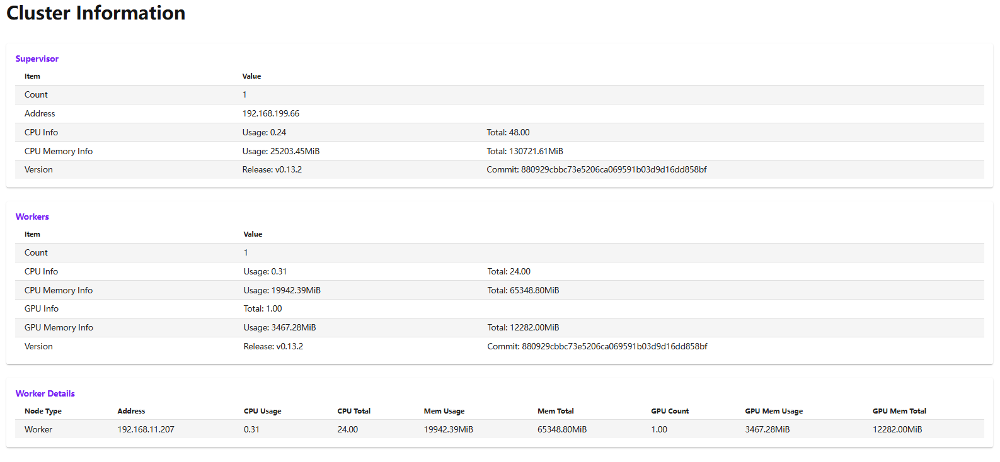 Cluster Information
Supervisor
Item Value
Count 1
Address 192.168.199.66
CPU Info Usage: 0.24 Total: 48.00
CPU Memory Info Usage: 25203.45MiB Total: 130721.61MiB
Version Release: v0.13.2 Commit: 880929cbbc73e5206ca069591b03d9d16dd858bf
Workers
Item Value
Count 1
CPU Info Usage: 0.31 Total: 24.00
CPU Memory Info Usage: 19942.39MiB Total: 65348.80MiB
GPU Info Total: 1.00
GPU Memory Info Usage: 3467.28MiB Total: 12282.00MiB
Version Release: v0.13.2 Commit: 880929cbbc73e5206ca069591b03d9d16dd858bf
Worker Details
Node Type Address CPU Usage CPU Total Mem Usage Mem Total GPU Count GPU Mem Usage GPU Mem Total
Worker 192.168.11.207 0.31 24.00 19942.39MiB 65348.80MiB 1.00 3467.28MiB 12282.00MiB